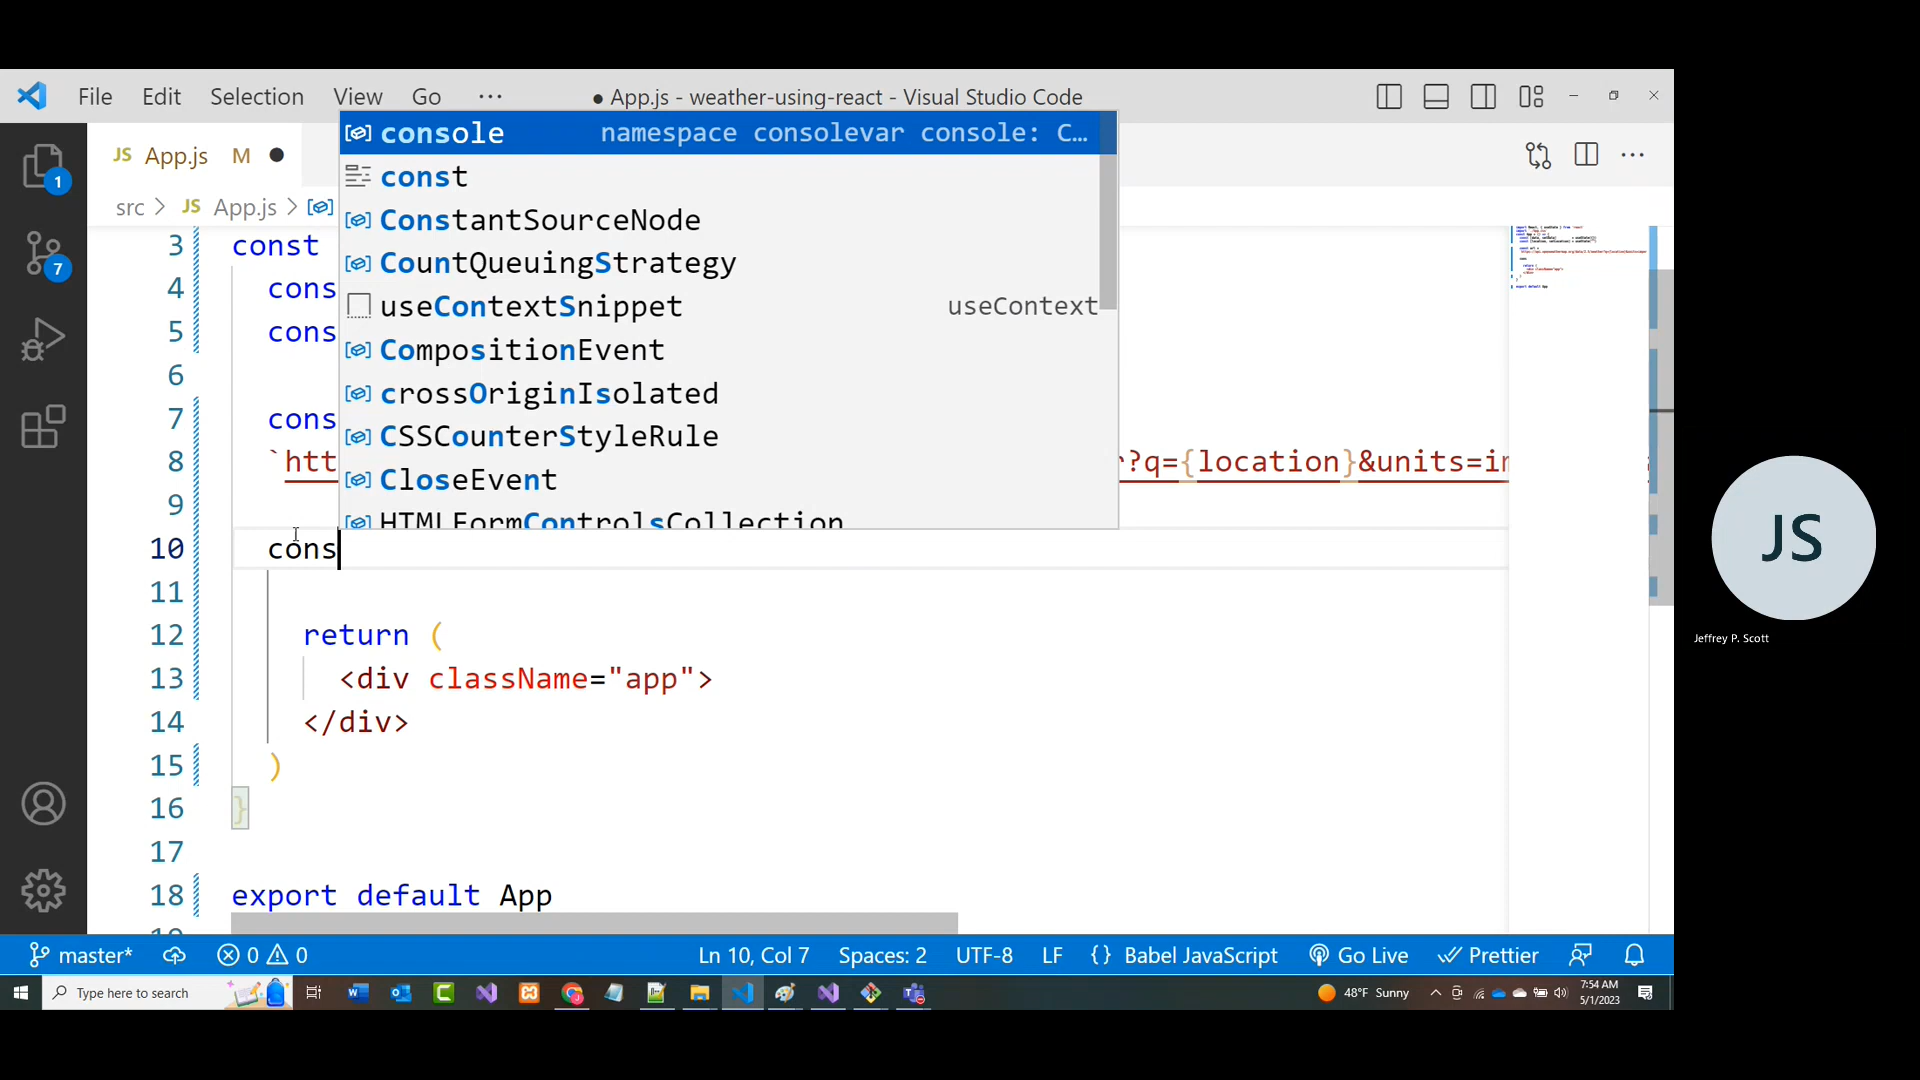 File Edit Selection View Go ··· ● App.js - weather-using-react - Visual Studio Code
JS App.js M ●
src > JS App.js >
console namespace consolevar console: C…
const
ConstantSourceNode
CountQueuingStrategy
useContextSnippet useContext
CompositionEvent
crossOriginIsolated
CSSCounterStyleRule
CloseEvent
HTMLFormControlsCollection
3 const
4 cons
5 cons
6
7 cons
8 `htt r?q={location}&units=i
9
10 cons
11
12 return (
13 <div className="app">
14 </div>
15 )
16 }
17
18 export default App
1
7
JS
Jeffrey P. Scott
master* 0 0 Ln 10, Col 7 Spaces: 2 UTF-8 LF {} Babel JavaScript Go Live Prettier
Type here to search 48°F Sunny 7:54 AM
5/1/2023